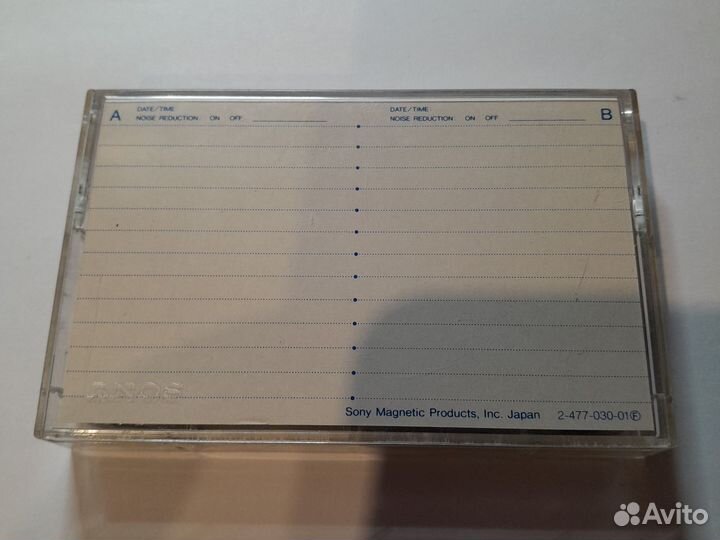 A DATE/TIME: DATE/TIME: B
NOISE REDUCTION: ON OFF NOISE REDUCTION: ON OFF
SONY
Sony Magnetic Products, Inc. Japan 2-477-030-01Ⓕ
Avito